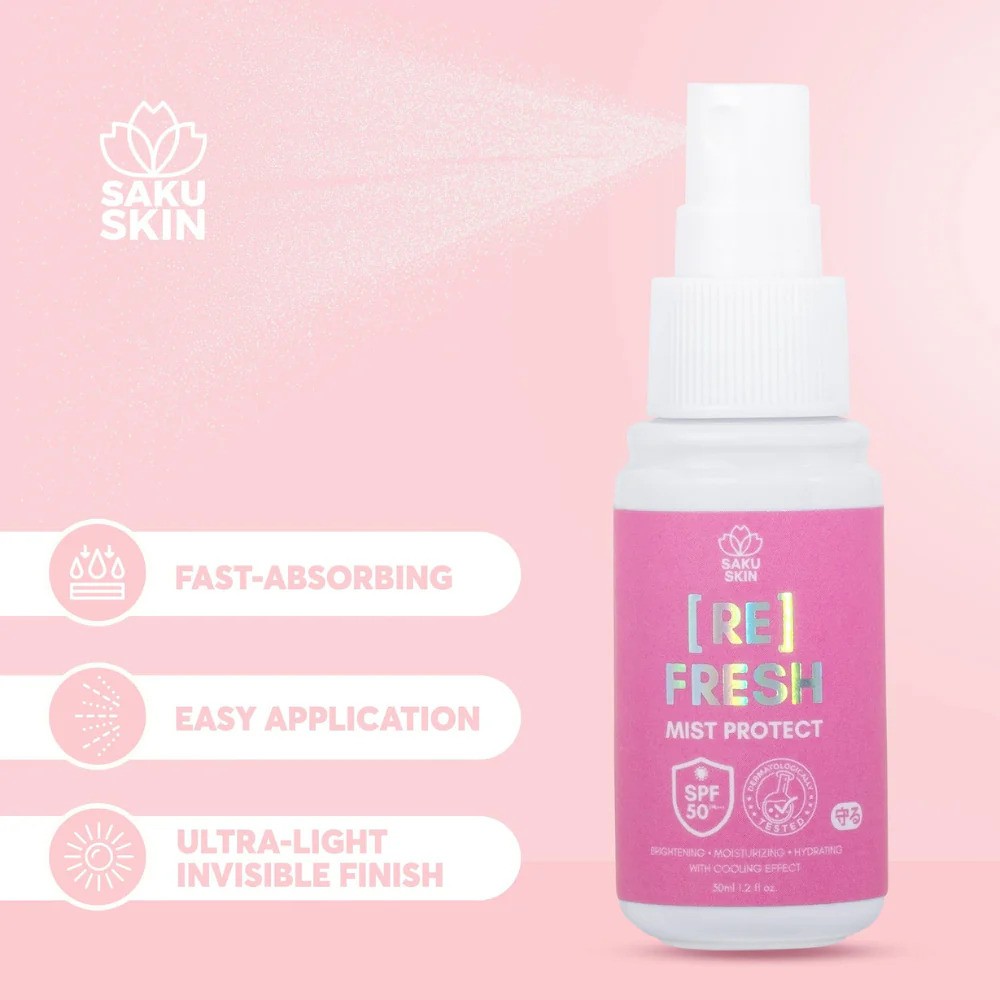 SAKU
SKIN
FAST-ABSORBING
EASY APPLICATION
ULTRA-LIGHT
INVISIBLE FINISH
SAKU
SKIN
[RE]
FRESH
MIST PROTECT
SPF
50
DERMATOLOGICALLY
TESTED
守る
BRIGHTENING • MOISTURIZING • HYDRATING
WITH COOLING EFFECT
50ml 1.2 fl oz.